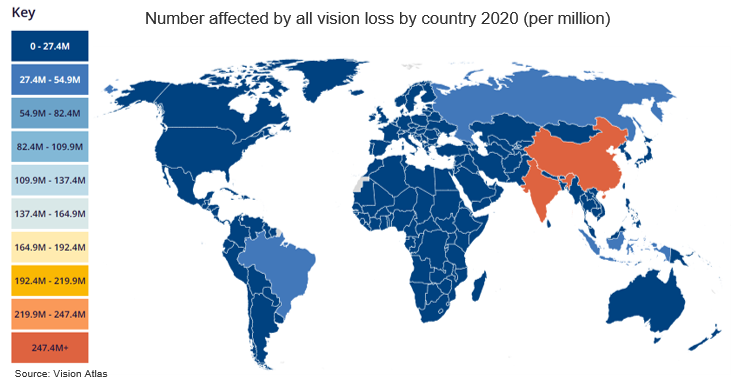 Key
Number affected by all vision loss by country 2020 (per million)
0 - 27.4M
27.4M - 54.9M
54.9M - 82.4M
82.4M - 109.9M
109.9M - 137.4M
137.4M - 164.9M
164.9M - 192.4M
192.4M - 219.9M
219.9M - 247.4M
247.4M+
Source: Vision Atlas